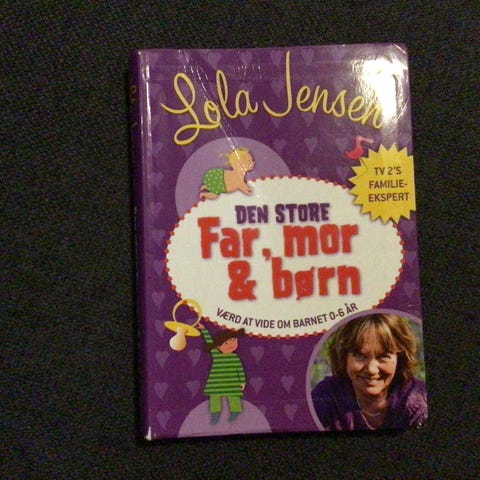 Lola Jensen
TV 2'S
FAMILIE-
EKSPERT
DEN STORE
Far, mor
& børn
VÆRD AT VIDE OM BARNET 0-6 ÅR